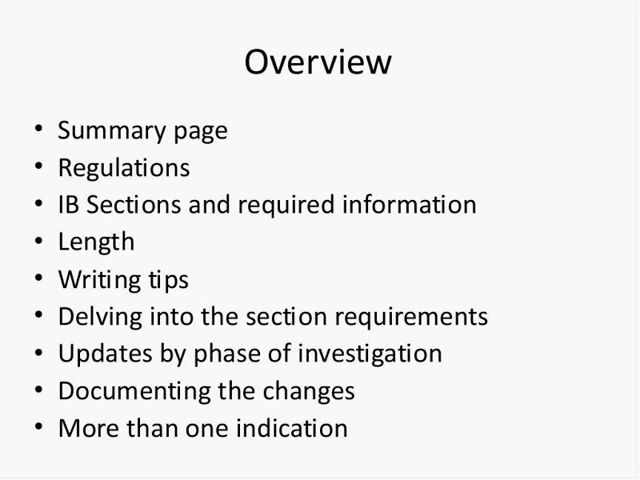 Overview
• Summary page
• Regulations
• IB Sections and required information
• Length
• Writing tips
• Delving into the section requirements
• Updates by phase of investigation
• Documenting the changes
• More than one indication